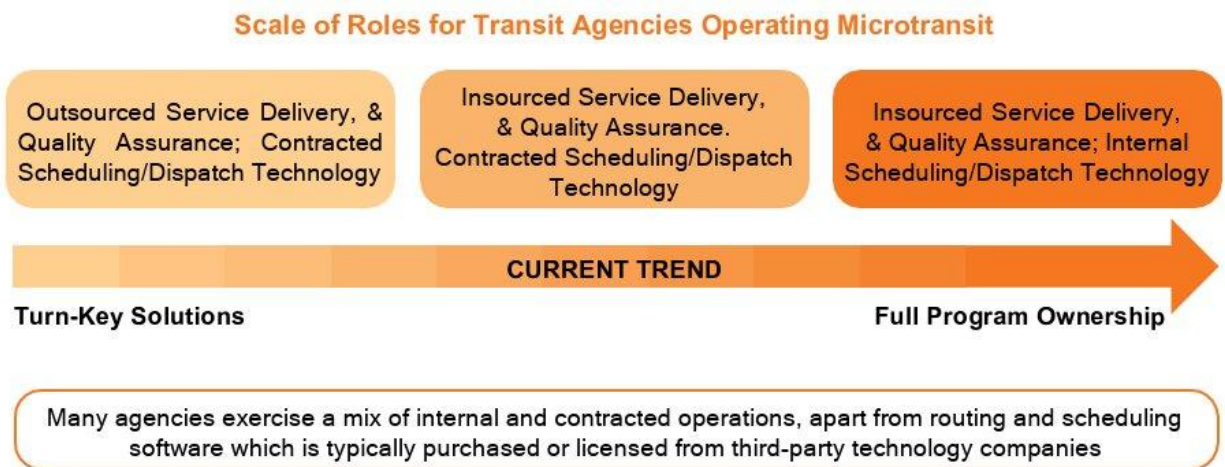 Scale of Roles for Transit Agencies Operating Microtransit
Outsourced Service Delivery, &
Quality Assurance; Contracted
Scheduling/Dispatch Technology
Insourced Service Delivery,
& Quality Assurance.
Contracted Scheduling/Dispatch
Technology
Insourced Service Delivery,
& Quality Assurance; Internal
Scheduling/Dispatch Technology
CURRENT TREND
Turn-Key Solutions
Full Program Ownership
Many agencies exercise a mix of internal and contracted operations, apart from routing and scheduling
software which is typically purchased or licensed from third-party technology companies